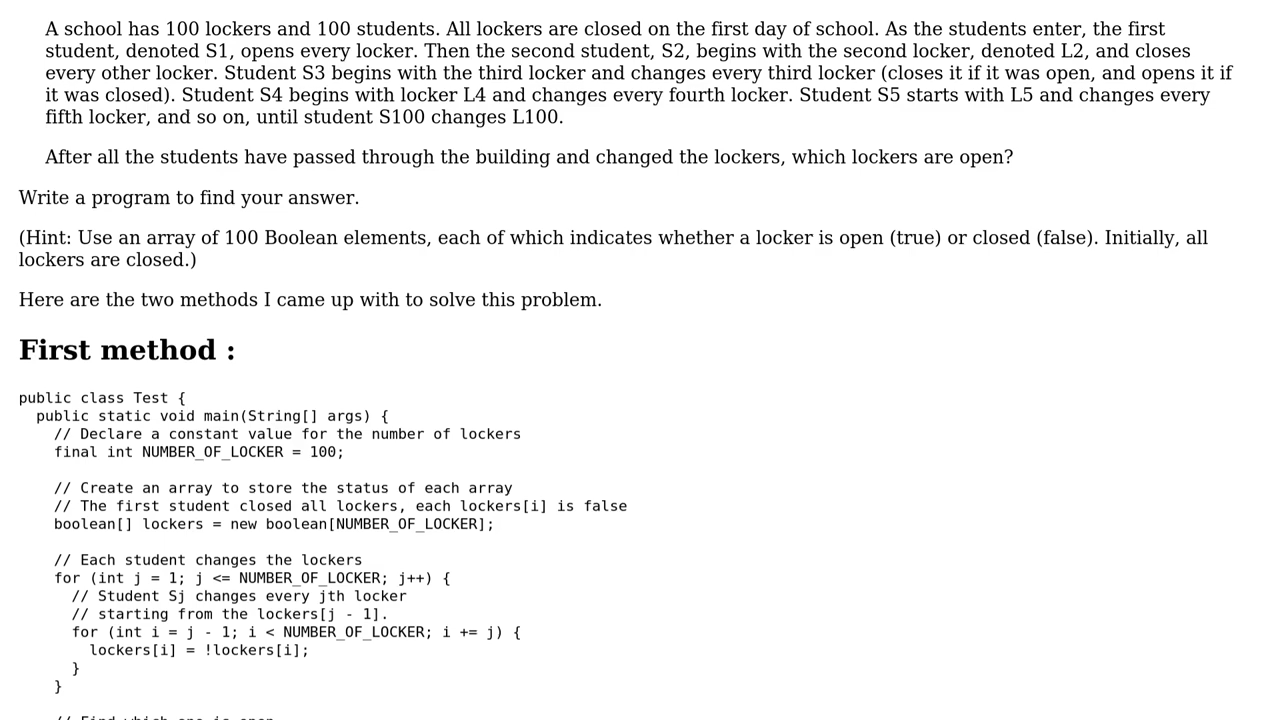 A school has 100 lockers and 100 students. All lockers are closed on the first day of school. As the students enter, the first
student, denoted S1, opens every locker. Then the second student, S2, begins with the second locker, denoted L2, and closes
every other locker. Student S3 begins with the third locker and changes every third locker (closes it if it was open, and opens it if
it was closed). Student S4 begins with locker L4 and changes every fourth locker. Student S5 starts with L5 and changes every
fifth locker, and so on, until student S100 changes L100.
After all the students have passed through the building and changed the lockers, which lockers are open?
Write a program to find your answer.
(Hint: Use an array of 100 Boolean elements, each of which indicates whether a locker is open (true) or closed (false). Initially, all
lockers are closed.)
Here are the two methods I came up with to solve this problem.
First method :
public class Test {
  public static void main(String[] args) {
    // Declare a constant value for the number of lockers
    final int NUMBER_OF_LOCKER = 100;
    // Create an array to store the status of each array
    // The first student closed all lockers, each lockers[i] is false
    boolean[] lockers = new boolean[NUMBER_OF_LOCKER];
    // Each student changes the lockers
    for (int j = 1; j <= NUMBER_OF_LOCKER; j++) {
      // Student Sj changes every jth locker
      // starting from the lockers[j - 1].
      for (int i = j - 1; i < NUMBER_OF_LOCKER; i += j) {
        lockers[i] = !lockers[i];
      }
    }
    // Find which one is open